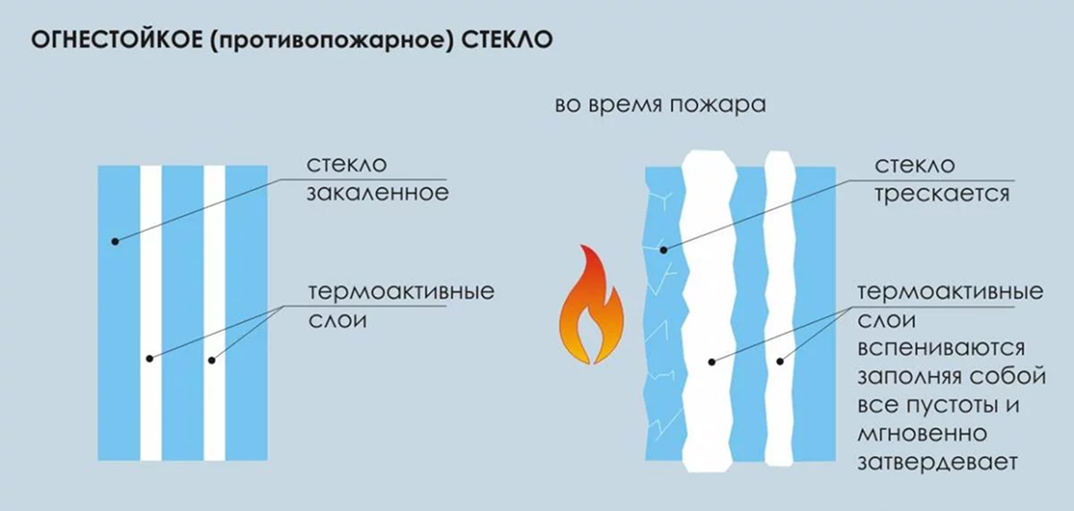 ОГНЕСТОЙКОЕ (противопожарное) СТЕКЛО
во время пожара
стекло
закаленное
термоактивные
слои
стекло
трескается
термоактивные
слои
вспениваются
заполняя собой
все пустоты и
мгновенно
затвердевает